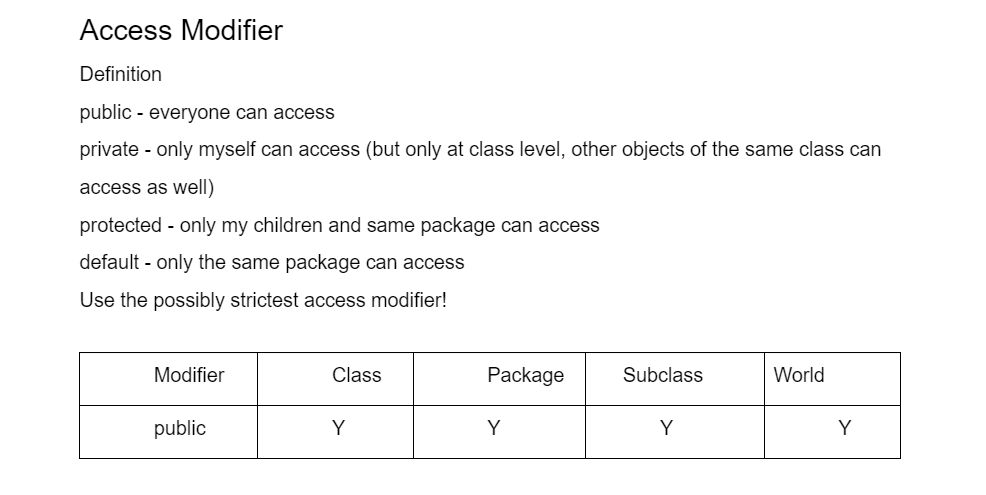 Access Modifier
Definition
public - everyone can access
private - only myself can access (but only at class level, other objects of the same class can
access as well)
protected - only my children and same package can access
default - only the same package can access
Use the possibly strictest access modifier!
Modifier Class Package Subclass World
public Y Y Y Y